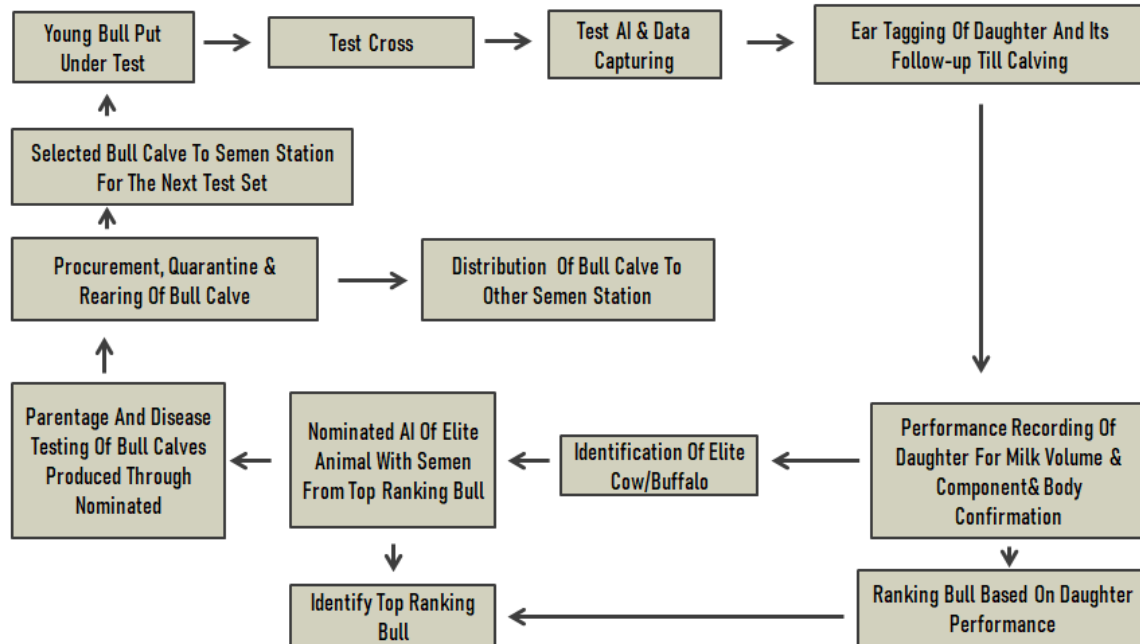 Young Bull Put
Under Test
Test Cross
Test AI & Data
Capturing
Ear Tagging Of Daughter And Its
Follow-up Till Calving
Selected Bull Calve To Semen Station
For The Next Test Set
Procurement, Quarantine &
Rearing Of Bull Calve
Distribution Of Bull Calve To
Other Semen Station
Parentage And Disease
Testing Of Bull Calves
Produced Through
Nominated
Nominated AI Of Elite
Animal With Semen
From Top Ranking Bull
Identification Of Elite
Cow/Buffalo
Performance Recording Of
Daughter For Milk Volume &
Component& Body
Confirmation
Identify Top Ranking
Bull
Ranking Bull Based On Daughter
Performance